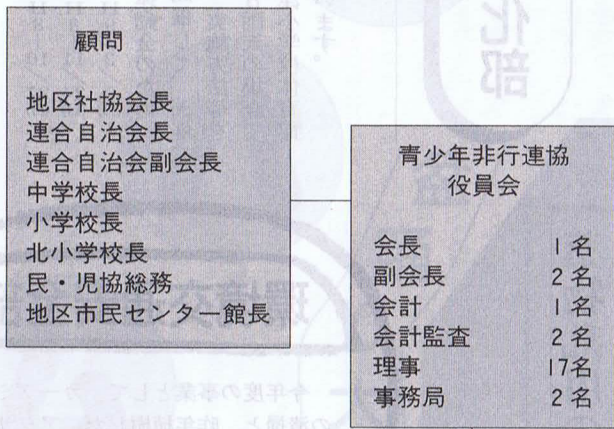 顧問
地区社協会長
連合自治会長
連合自治会副会長
中学校長
小学校長
北小学校長
民・児協総務
地区市民センター館長
青少年非行連協
役員会
会長 1名
副会長 2名
会計 1名
会計監査 2名
理事 17名
事務局 2名